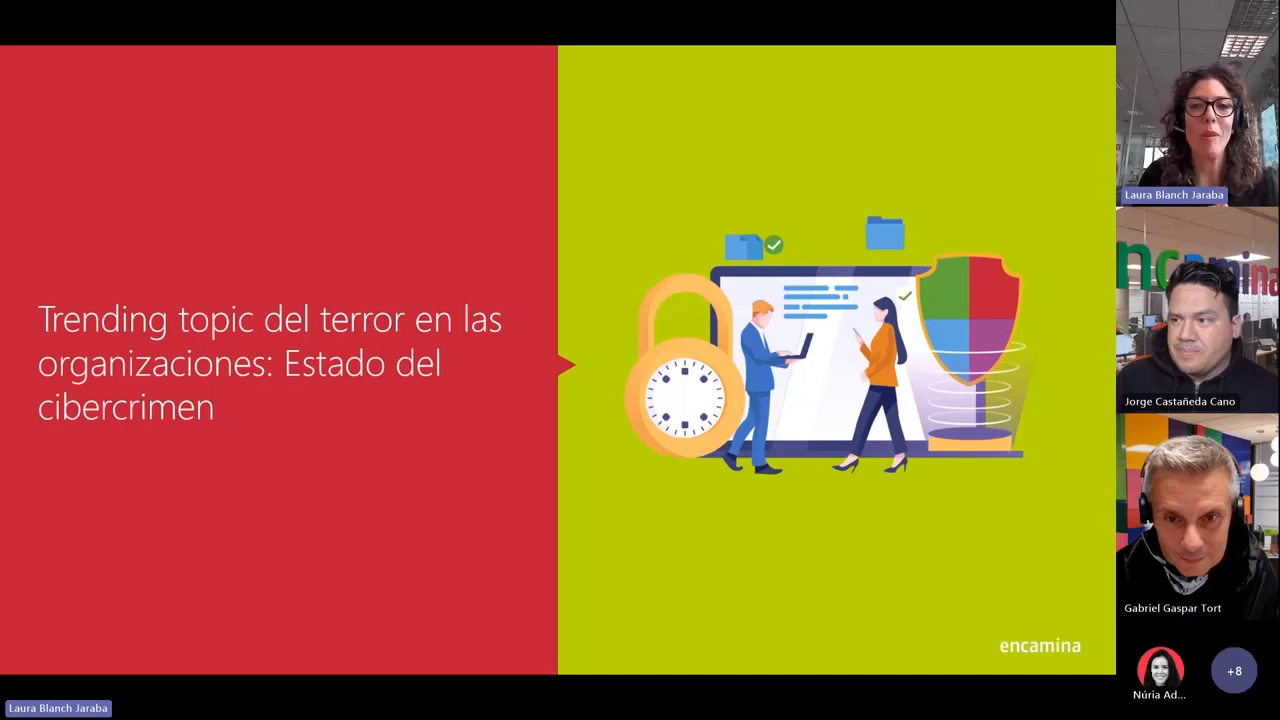 Trending topic del terror en las
organizaciones: Estado del
cibercrimen
encamina
Laura Blanch Jaraba
Laura Blanch Jaraba
encamina
Jorge Castañeda Cano
Gabriel Gaspar Tort
Núria Ad...
+8